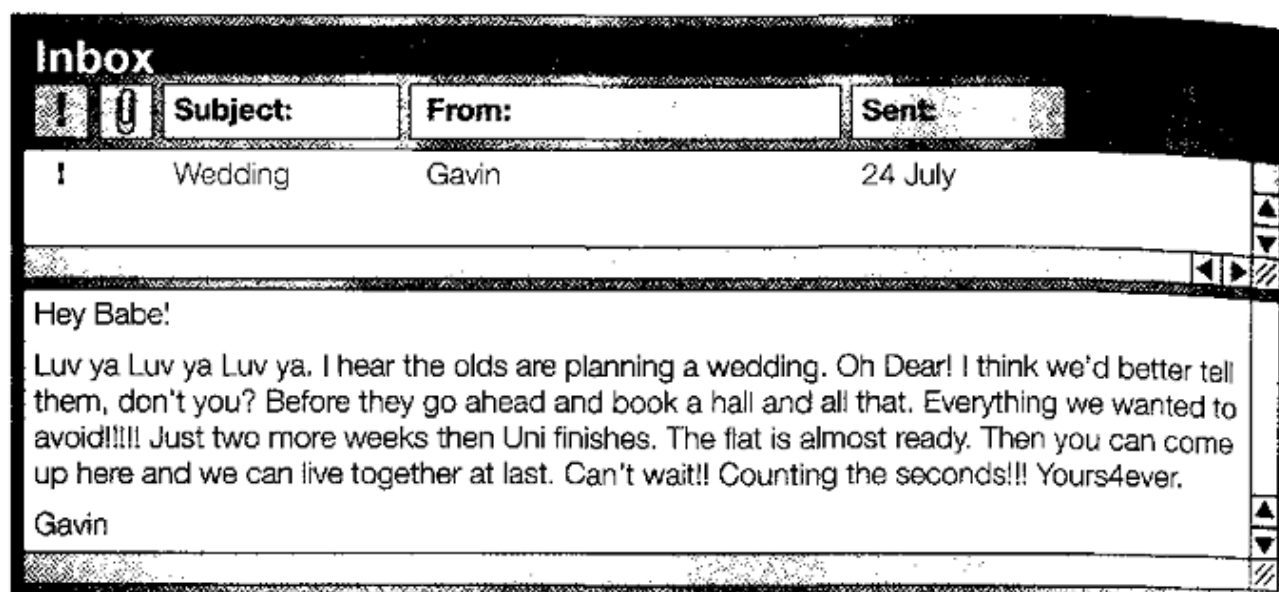 Inbox
! Subject: From: Sent:
! Wedding Gavin 24 July
Hey Babe!
Luv ya Luv ya Luv ya. I hear the olds are planning a wedding. Oh Dear! I think we'd better tell
them, don't you? Before they go ahead and book a hall and all that. Everything we wanted to
avoid!!!!! Just two more weeks then Uni finishes. The flat is almost ready. Then you can come
up here and we can live together at last. Can't wait!! Counting the seconds!!! Yours4ever.
Gavin